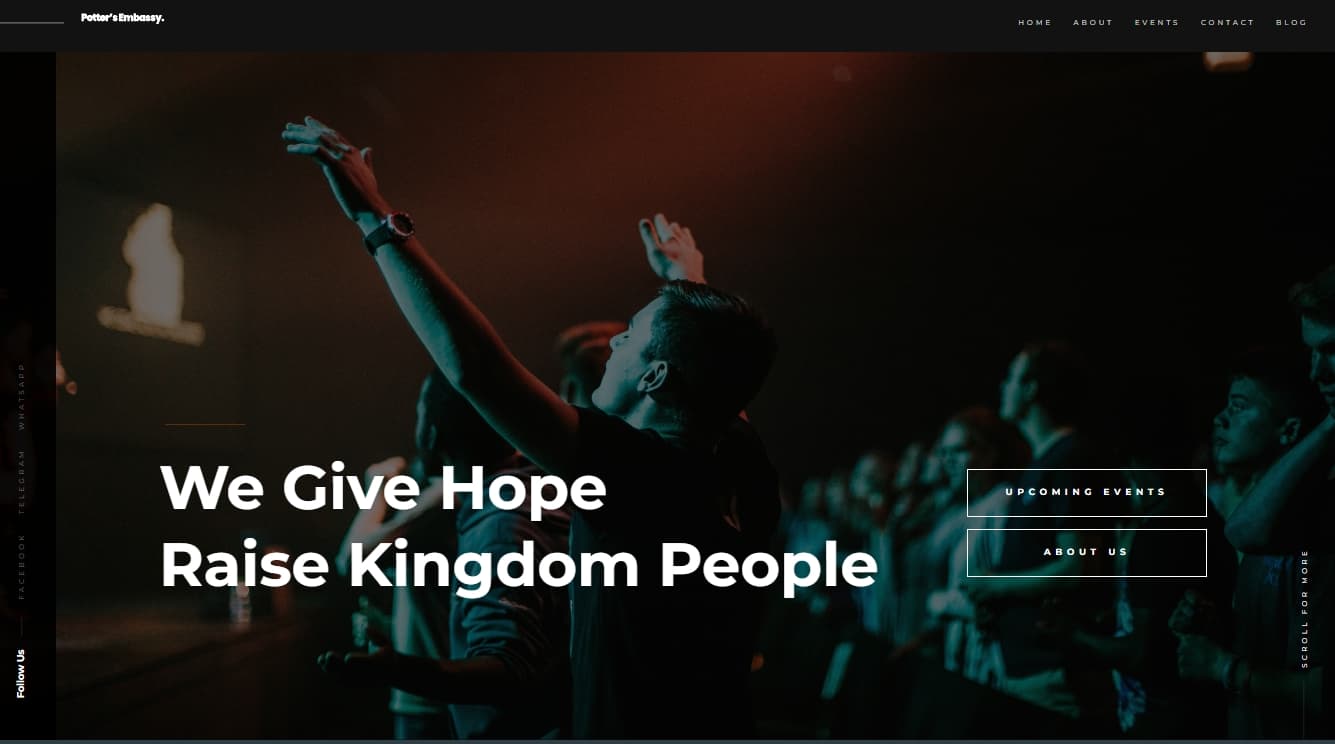 Potter's Embassy.
HOME ABOUT EVENTS CONTACT BLOG
We Give Hope
Raise Kingdom People
UPCOMING EVENTS
ABOUT US
Follow Us
FACEBOOK
TELEGRAM
WHATSAPP
SCROLL FOR MORE